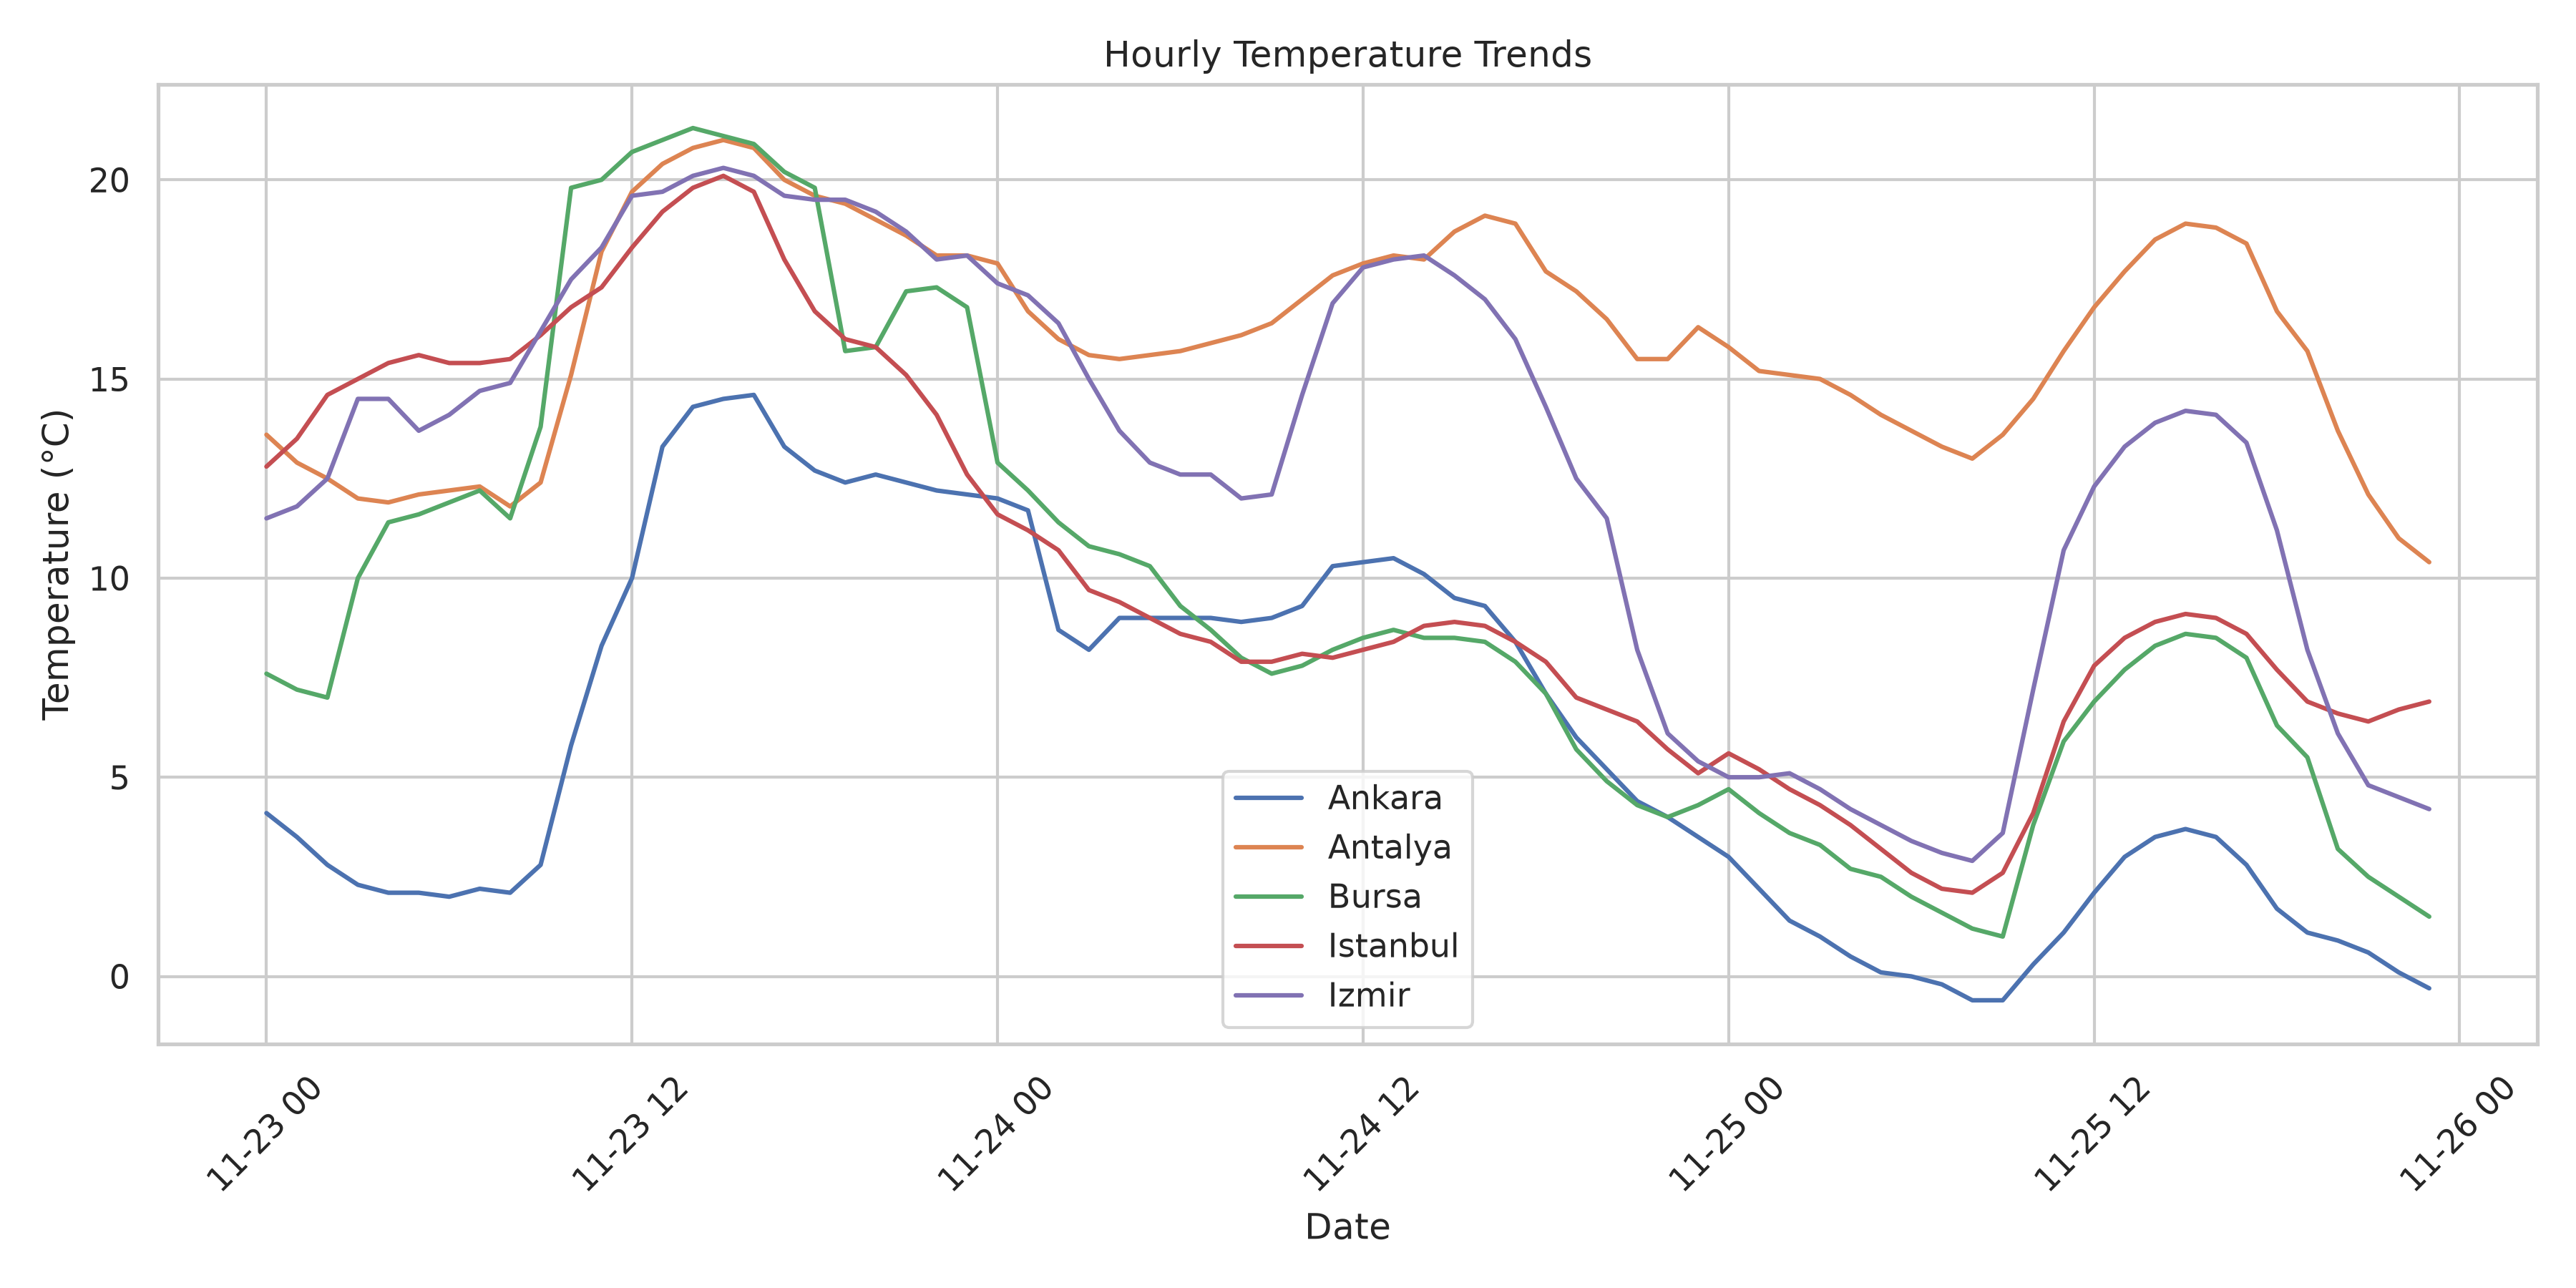 Hourly Temperature Trends
Temperature (°C)
20
15
10
5
0
Ankara
Antalya
Bursa
Istanbul
Izmir
11-23 00
11-23 12
11-24 00
11-24 12
11-25 00
11-25 12
11-26 00
Date